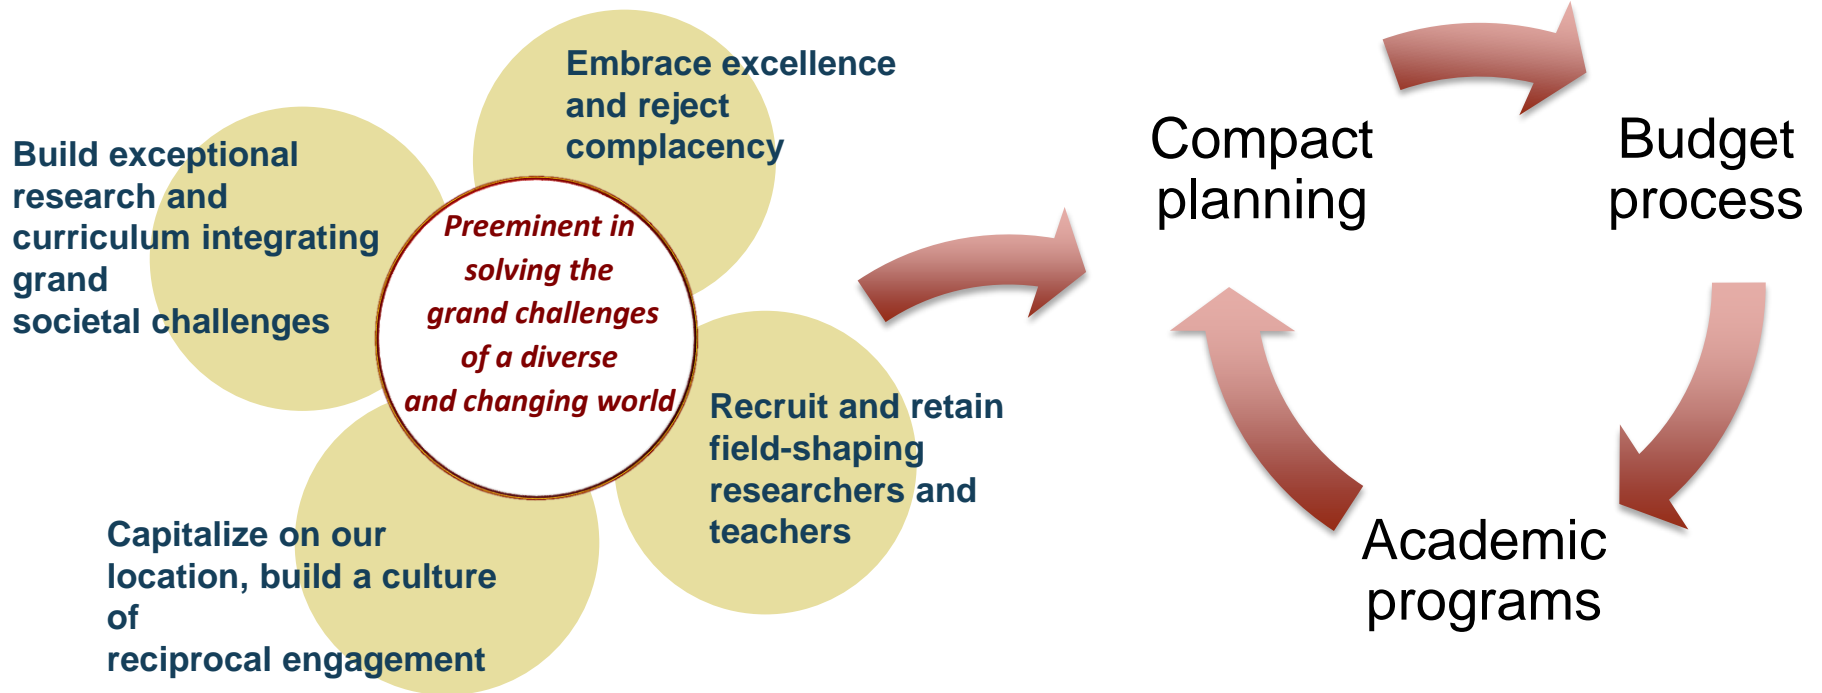 Embrace excellence
and reject
complacency
Build exceptional
research and
curriculum integrating
grand
societal challenges
Preeminent in
solving the
grand challenges
of a diverse
and changing world
Recruit and retain
field-shaping
researchers and
teachers
Capitalize on our
location, build a culture
of
reciprocal engagement
Compact
planning
Budget
process
Academic
programs